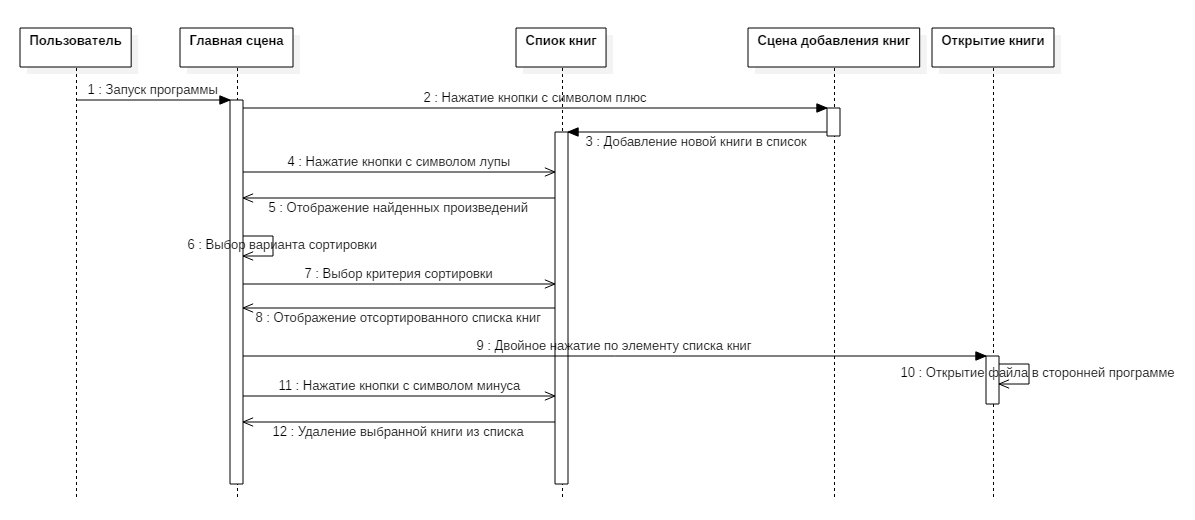 Пользователь
Главная сцена
Спиок книг
Сцена добавления книг
Открытие книги
1 : Запуск программы
2 : Нажатие кнопки с символом плюс
3 : Добавление новой книги в список
4 : Нажатие кнопки с символом лупы
5 : Отображение найденных произведений
6 : Выбор варианта сортировки
7 : Выбор критерия сортировки
8 : Отображение отсортированного списка книг
9 : Двойное нажатие по элементу списка книг
10 : Открытие файла в сторонней программе
11 : Нажатие кнопки с символом минуса
12 : Удаление выбранной книги из списка